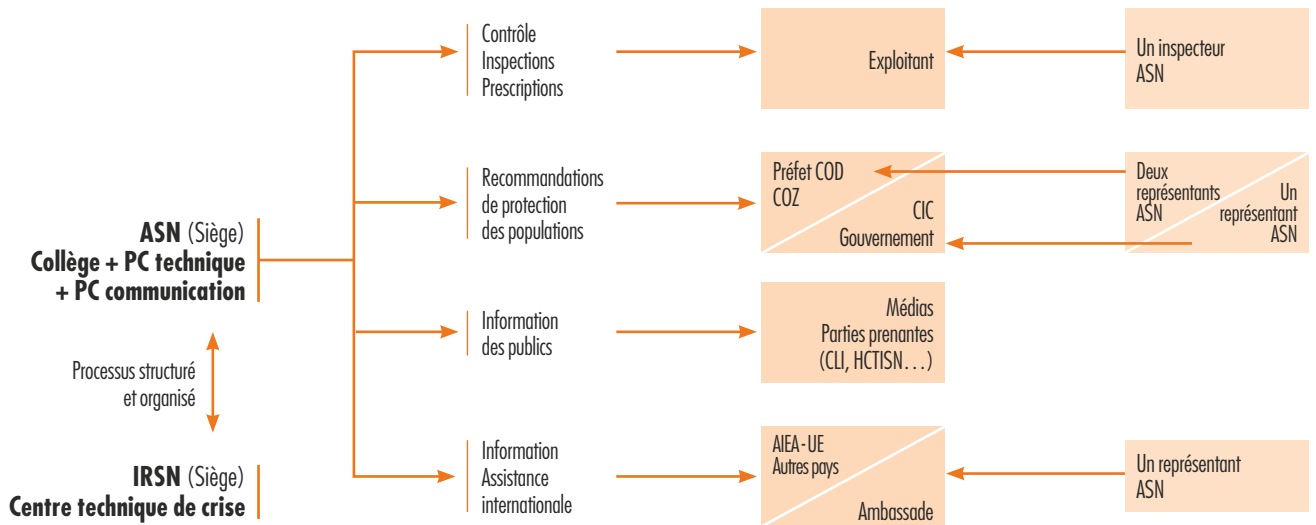 ASN (Siège)
Collège + PC technique
+ PC communication
Processus structuré
et organisé
IRSN (Siège)
Centre technique de crise
Contrôle
Inspections
Prescriptions
Exploitant
Un inspecteur
ASN
Recommandations
de protection
des populations
Préfet COD
COZ
CIC
Gouvernement
Deux
représentants
ASN
Un
représentant
ASN
Information
des publics
Médias
Parties prenantes
(CLI, HCTISN...)
Information
Assistance
internationale
AIEA-UE
Autres pays
Ambassade
Un représentant
ASN